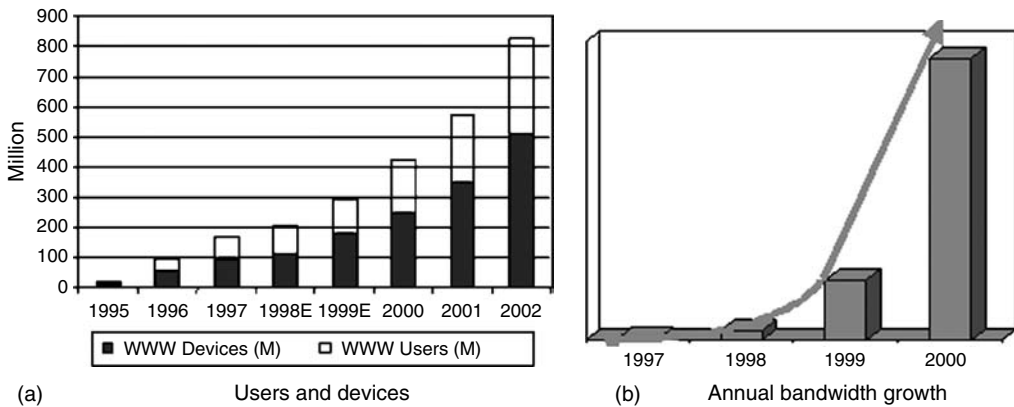 Million
900
800
700
600
500
400
300
200
100
0
1995 1996 1997 1998E 1999E 2000 2001 2002
WWW Devices (M) WWW Users (M)
(a) Users and devices
1997 1998 1999 2000
(b) Annual bandwidth growth